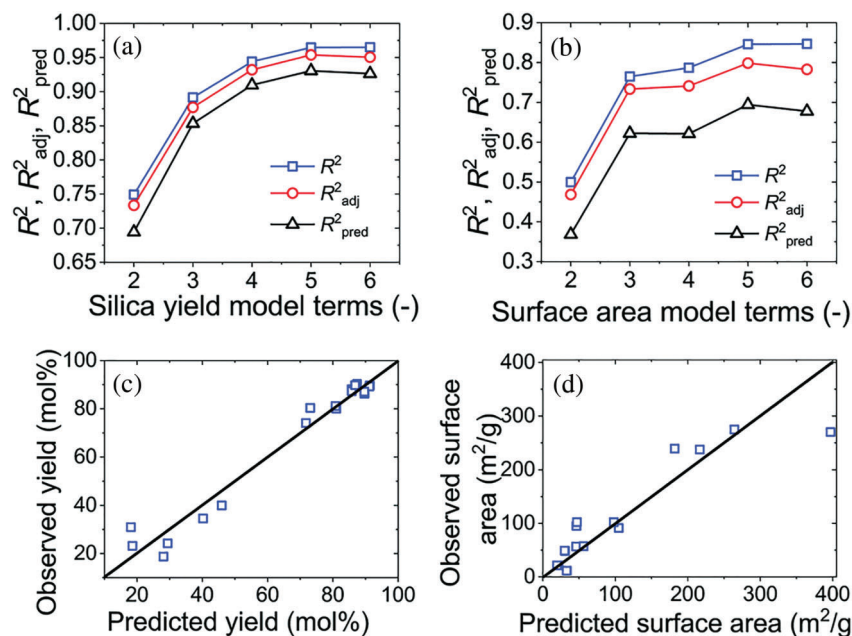 (a)
R², R²adj, R²pred
1.00
0.95
0.90
0.85
0.80
0.75
0.70
0.65
R²
R²adj
R²pred
2 3 4 5 6
Silica yield model terms (-)
(b)
R², R²adj, R²pred
0.9
0.8
0.7
0.6
0.5
0.4
0.3
R²
R²adj
R²pred
2 3 4 5 6
Surface area model terms (-)
(c)
Observed yield (mol%)
100
80
60
40
20
20 40 60 80 100
Predicted yield (mol%)
(d)
Observed surface
area (m²/g)
400
300
200
100
0
0 100 200 300 400
Predicted surface area (m²/g)